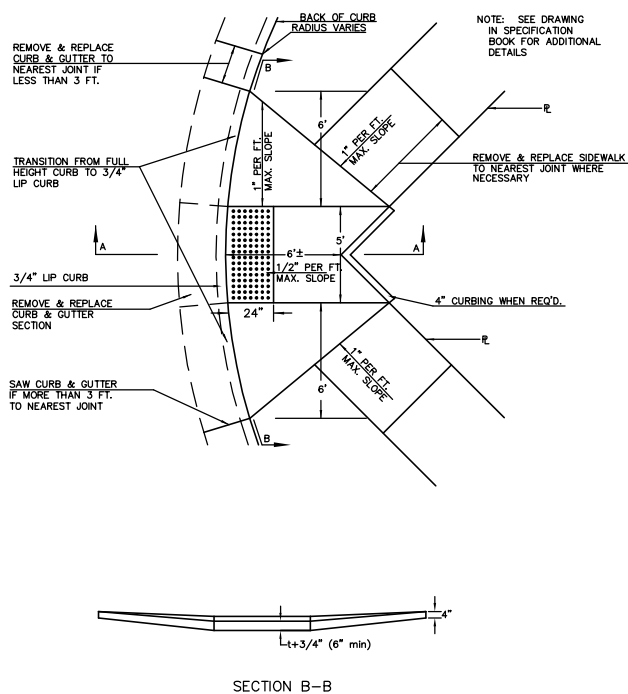 BACK OF CURB
RADIUS VARIES
NOTE: SEE DRAWING
IN SPECIFICATION
BOOK FOR ADDITIONAL
DETAILS
REMOVE & REPLACE
CURB & GUTTER TO
NEAREST JOINT IF
LESS THAN 3 FT.
B
6'
1" PER FT.
MAX. SLOPE
1" PER FT.
MAX. SLOPE
PL
REMOVE & REPLACE SIDEWALK
TO NEAREST JOINT WHERE
NECESSARY
TRANSITION FROM FULL
HEIGHT CURB TO 3/4"
LIP CURB
A
6'±
5'
A
1/2" PER FT.
MAX. SLOPE
3/4" LIP CURB
24"
4" CURBING WHEN REQ'D.
REMOVE & REPLACE
CURB & GUTTER
SECTION
PL
1" PER FT.
MAX. SLOPE
6'
SAW CURB & GUTTER
IF MORE THAN 3 FT.
TO NEAREST JOINT
B
4"
t+3/4" (6" min)
SECTION B-B